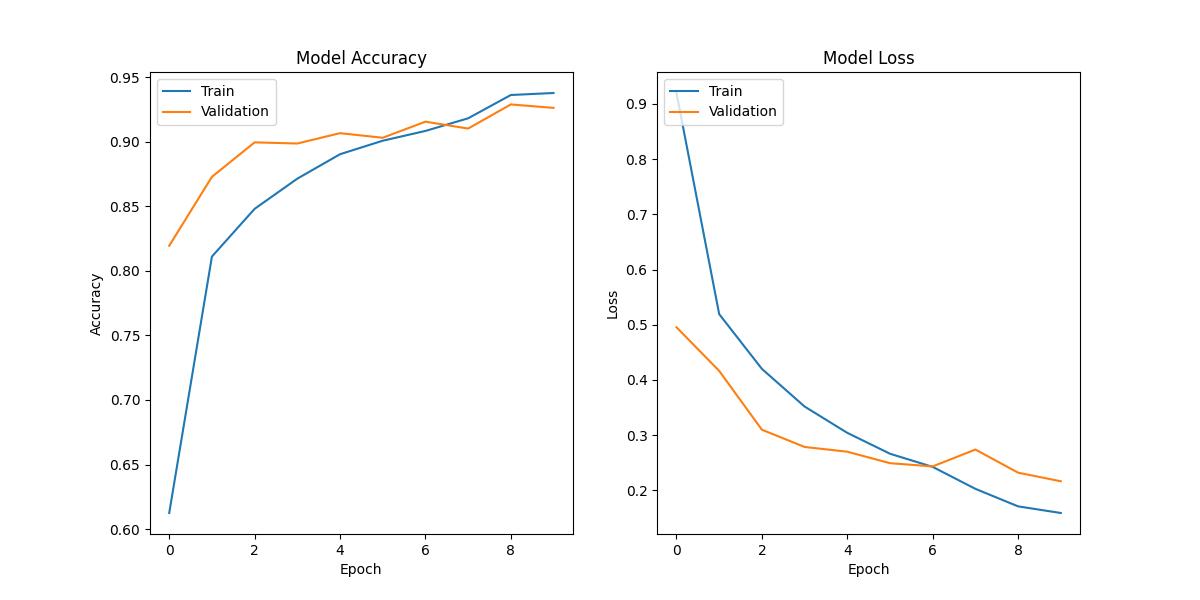 Model Accuracy
Train
Validation
0.95
0.90
0.85
0.80
0.75
0.70
0.65
0.60
Accuracy
0 2 4 6 8
Epoch
Model Loss
Train
Validation
0.9
0.8
0.7
0.6
0.5
0.4
0.3
0.2
Loss
0 2 4 6 8
Epoch